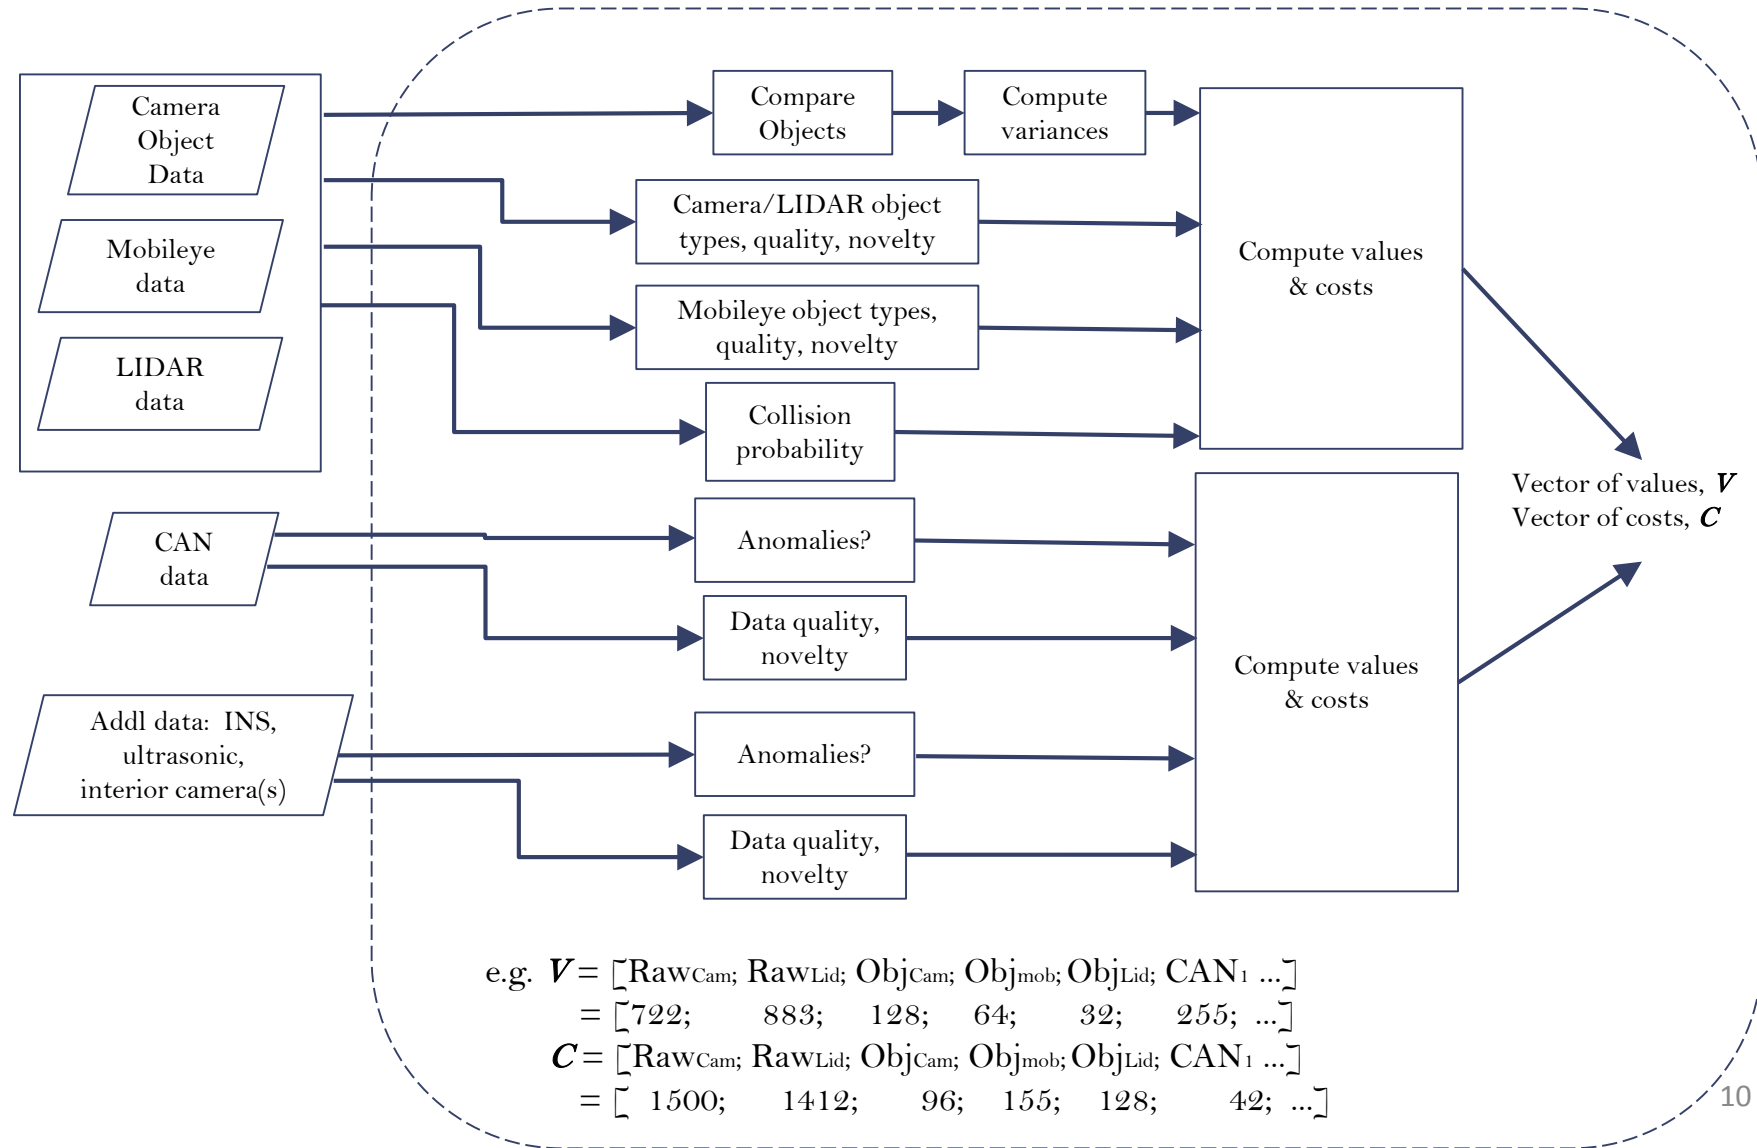 Camera
Object
Data
Mobileye
data
LIDAR
data
CAN
data
Addl data: INS,
ultrasonic,
interior camera(s)
Compare
Objects
Compute
variances
Camera/LIDAR object
types, quality, novelty
Mobileye object types,
quality, novelty
Collision
probability
Anomalies?
Data quality,
novelty
Anomalies?
Data quality,
novelty
Compute values
& costs
Compute values
& costs
Vector of values, V
Vector of costs, C
e.g. V = [RawCam; RawLid; ObjCam; Objmob; ObjLid; CAN1 ...]
= [722; 883; 128; 64; 32; 255; ...]
C = [RawCam; RawLid; ObjCam; Objmob; ObjLid; CAN1 ...]
= [ 1500; 1412; 96; 155; 128; 42; ...]
10